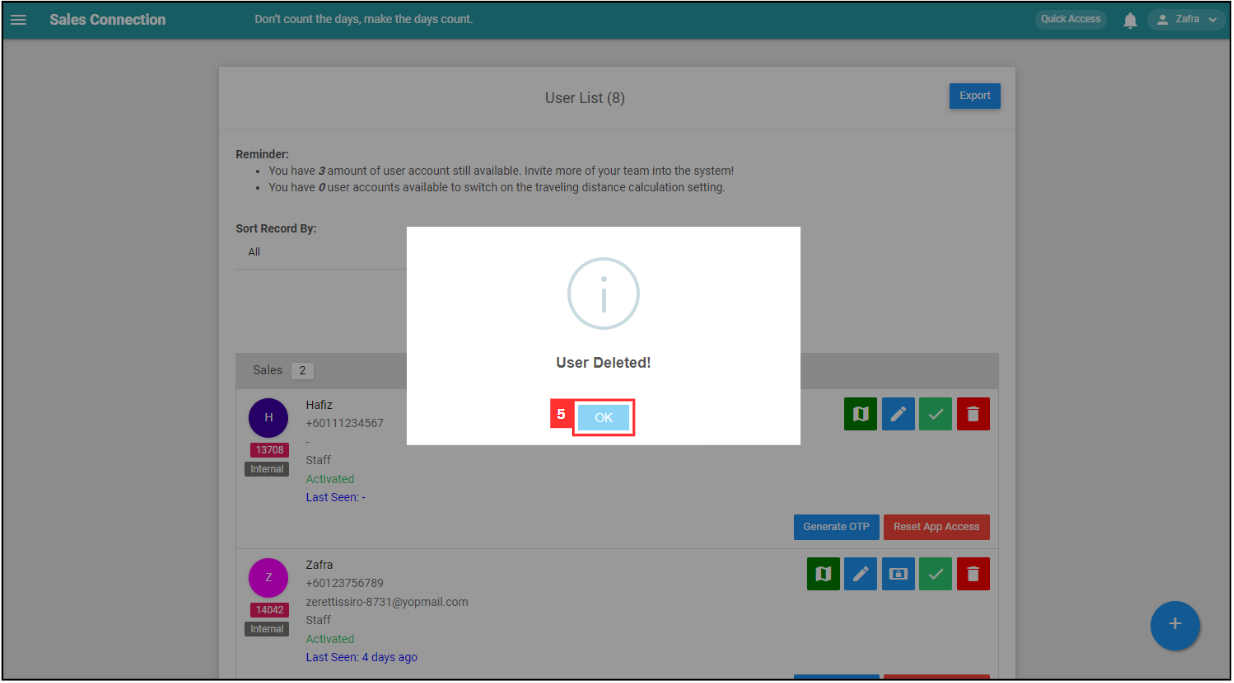 Sales Connection
Don't count the days, make the days count.
Quick Access
Zafra
User List (8)
Export
Reminder:
• You have 3 amount of user account still available. Invite more of your team into the system!
• You have 0 user accounts available to switch on the traveling distance calculation setting.
Sort Record By:
All
User Deleted!
5
OK
Sales 2
H
13708
Internal
Hafiz
+60111234567
-
Staff
Activated
Last Seen: -
Generate OTP
Reset App Access
Z
14042
Internal
Zafra
+60123756789
zerettissiro-8731@yopmail.com
Staff
Activated
Last Seen: 4 days ago
+